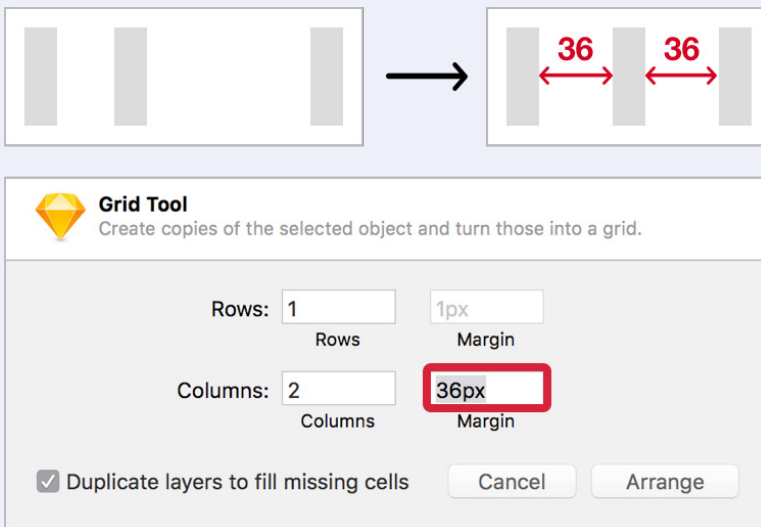 36 36
Grid Tool
Create copies of the selected object and turn those into a grid.
Rows: 1 1px
Rows Margin
Columns: 2 36px
Columns Margin
Duplicate layers to fill missing cells Cancel Arrange